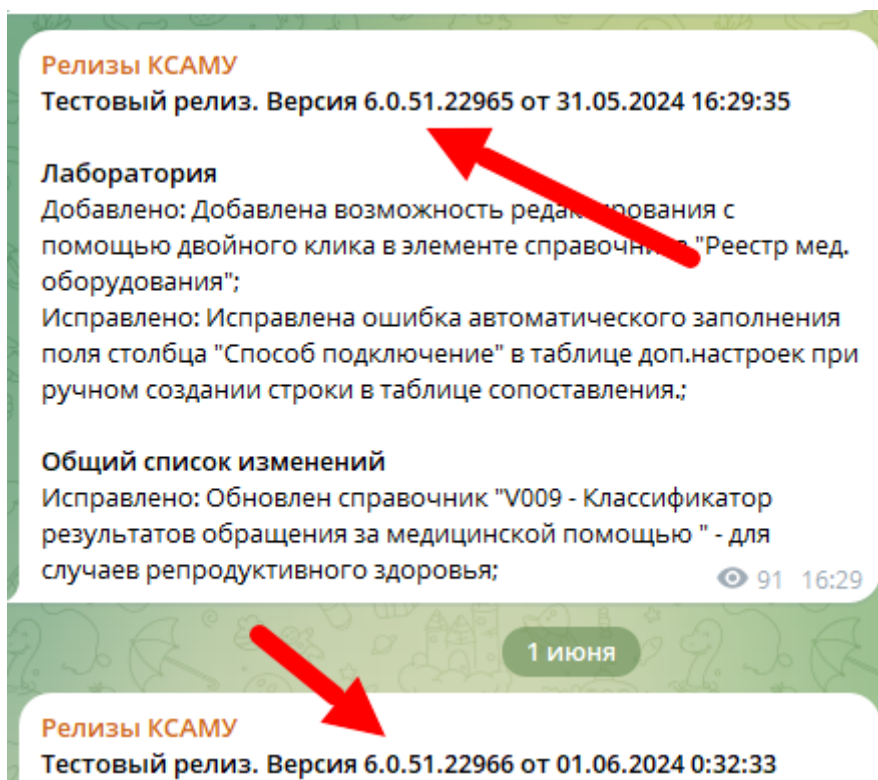 Релизы КСАМУ
Тестовый релиз. Версия 6.0.51.22965 от 31.05.2024 16:29:35
Лаборатория
Добавлено: Добавлена возможность редактирования с
помощью двойного клика в элементе "Реестр мед.
оборудования";
Исправлено: Исправлена ошибка автоматического заполнения
поля столбца "Способ подключение" в таблице доп.настроек при
ручном создании строки в таблице сопоставления.;
Общий список изменений
Исправлено: Обновлен справочник "V009 - Классификатор
результатов обращения за медицинской помощью " - для
случаев репродуктивного здоровья;
91 16:29
1 июня
Релизы КСАМУ
Тестовый релиз. Версия 6.0.51.22966 от 01.06.2024 0:32:33